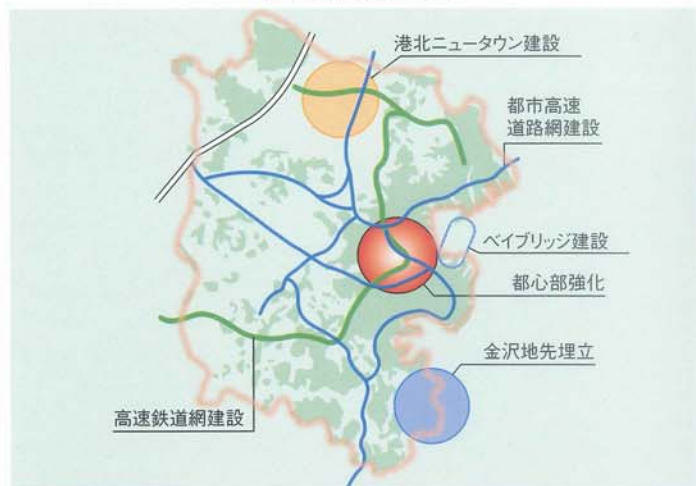 港北ニュータウン建設
都市高速
道路網建設
ベイブリッジ建設
都心部強化
金沢地先埋立
高速鉄道網建設